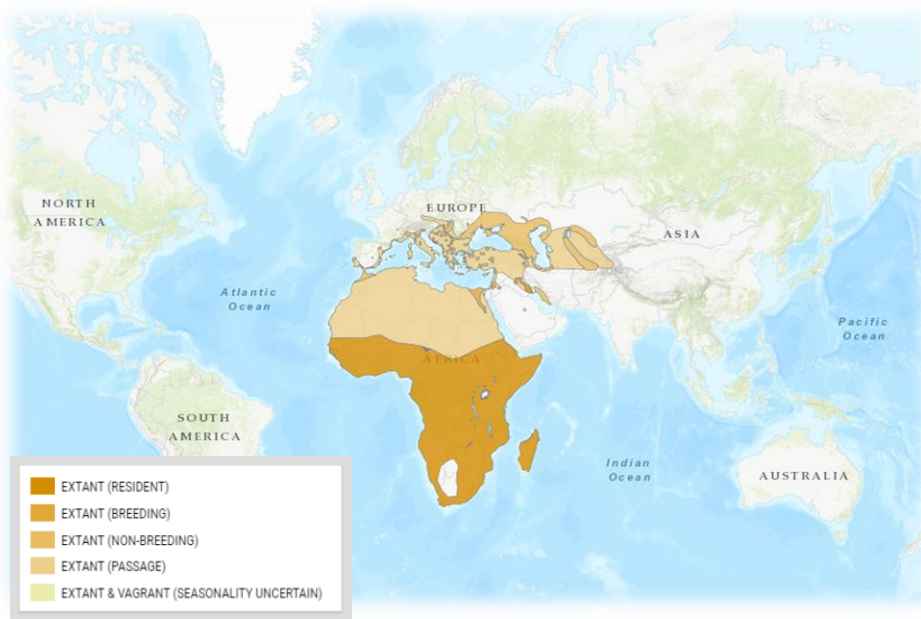 NORTH
AMERICA
EUROPE
ASIA
Atlantic
Ocean
Pacific
Ocean
AFRICA
SOUTH
AMERICA
Indian
Ocean
AUSTRALIA
EXTANT (RESIDENT)
EXTANT (BREEDING)
EXTANT (NON-BREEDING)
EXTANT (PASSAGE)
EXTANT & VAGRANT (SEASONALITY UNCERTAIN)